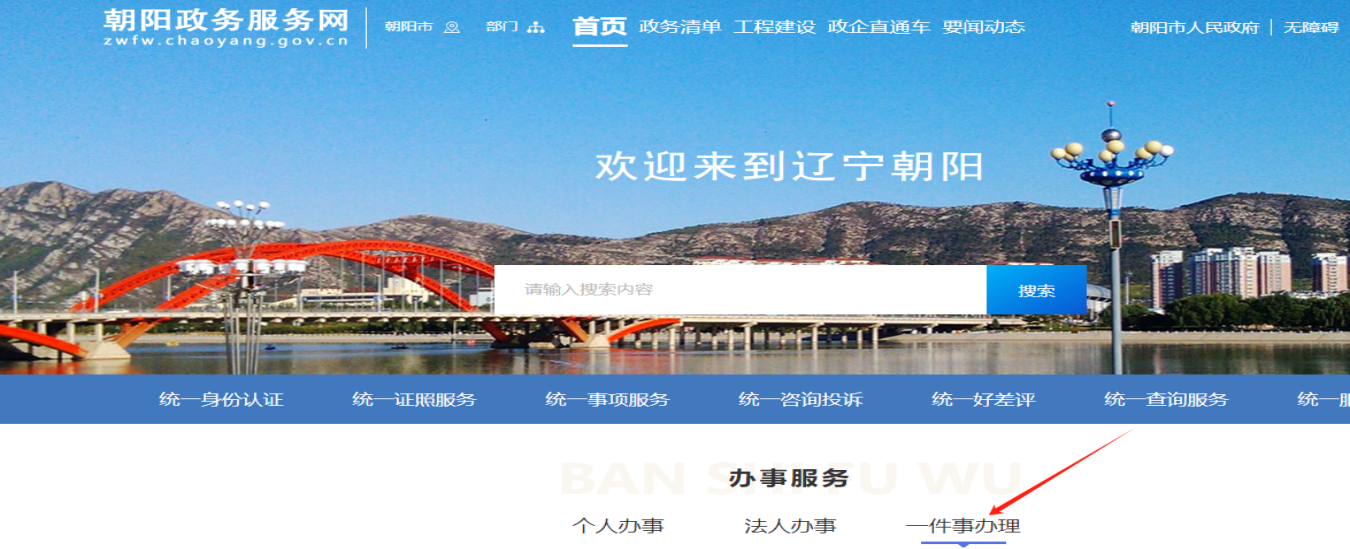 朝阳政务服务网
zwfw.chaoyang.gov.cn
朝阳市 部门 首页 政务清单 工程建设 政企直通车 要闻动态 朝阳市人民政府 无障碍
欢迎来到辽宁朝阳
请输入搜索内容 搜索
统一身份认证 统一证照服务 统一事项服务 统一咨询投诉 统一好差评 统一查询服务 统一
BAN SHI FU WU
办事服务
个人办事 法人办事 一件事办理